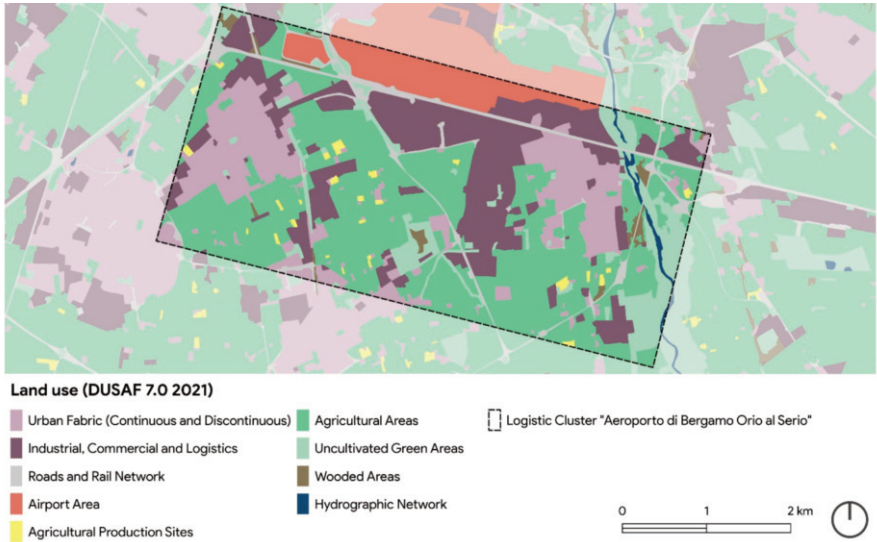 Land use (DUSAF 7.0 2021)
Urban Fabric (Continuous and Discontinuous)
Industrial, Commercial and Logistics
Roads and Rail Network
Airport Area
Agricultural Production Sites
Agricultural Areas
Uncultivated Green Areas
Wooded Areas
Hydrographic Network
Logistic Cluster "Aeroporto di Bergamo Orio al Serio"
0 1 2 km